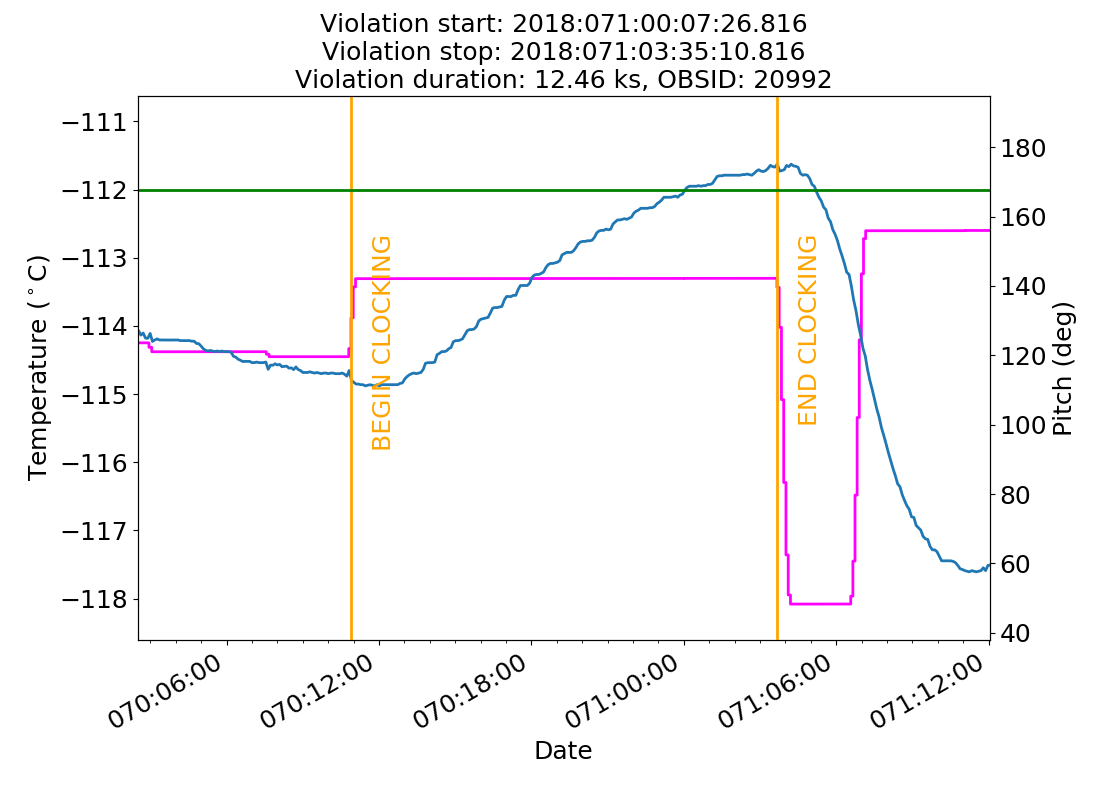 Violation start: 2018:071:00:07:26.816
Violation stop: 2018:071:03:35:10.816
Violation duration: 12.46 ks, OBSID: 20992
−111
−112
−113
−114
−115
−116
−117
−118
Temperature (°C)
BEGIN CLOCKING
END CLOCKING
180
160
140
120
100
80
60
40
Pitch (deg)
070:06:00
070:12:00
070:18:00
071:00:00
071:06:00
071:12:00
Date